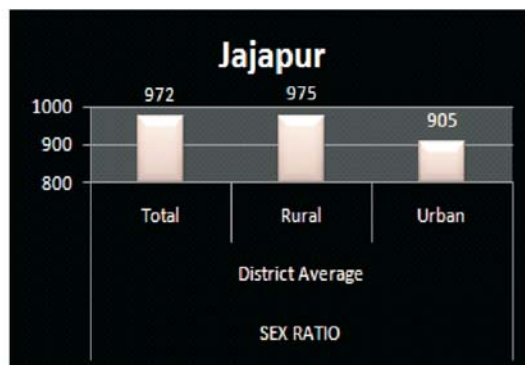 Jajapur
972 975 905
1000
900
800
Total Rural Urban
District Average
SEX RATIO